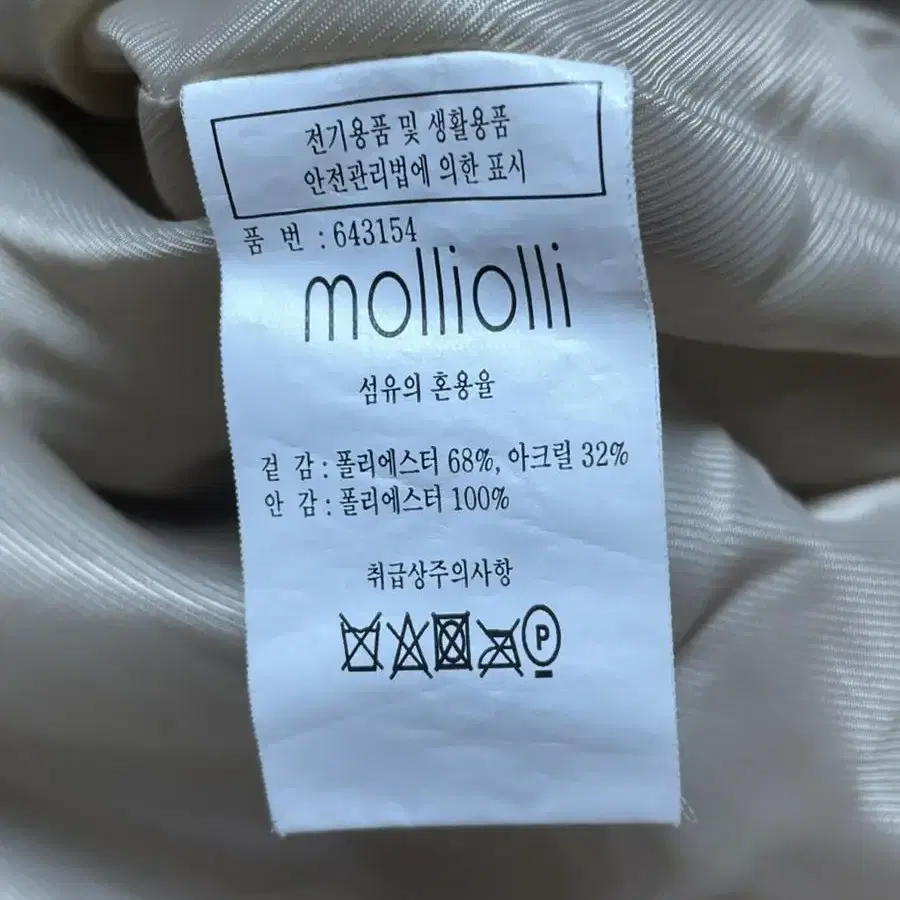 전기용품 및 생활용품
안전관리법에 의한 표시
품 번 : 643154
molliolli
섬유의 혼용율
겉 감 : 폴리에스터 68%, 아크릴 32%
안 감 : 폴리에스터 100%
취급상주의사항
P